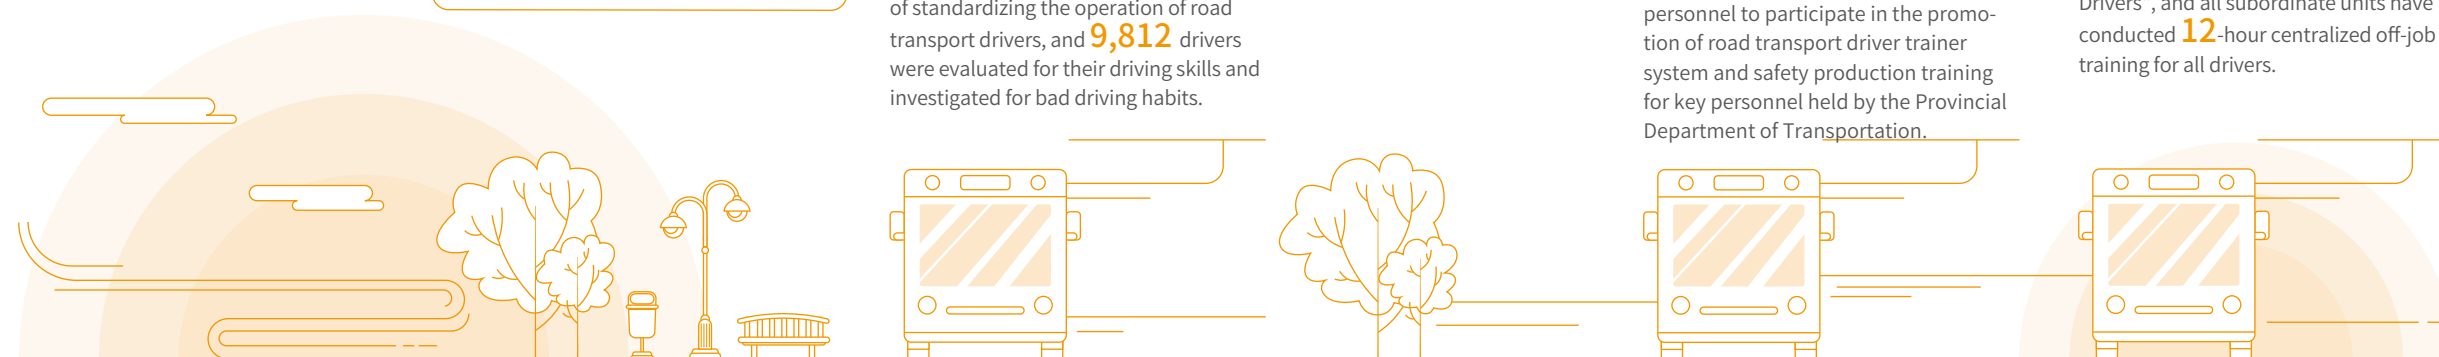 of standardizing the operation of road
transport drivers, and 9,812 drivers
were evaluated for their driving skills and
investigated for bad driving habits.
personnel to participate in the promo-
tion of road transport driver trainer
system and safety production training
for key personnel held by the Provincial
Department of Transportation.
Drivers", and all subordinate units have
conducted 12-hour centralized off-job
training for all drivers.